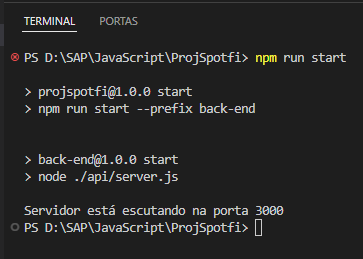 TERMINAL PORTAS
PS D:\SAP\JavaScript\ProjSpotfi> npm run start
> projspotfi@1.0.0 start
> npm run start --prefix back-end
> back-end@1.0.0 start
> node ./api/server.js
Servidor está escutando na porta 3000
PS D:\SAP\JavaScript\ProjSpotfi>